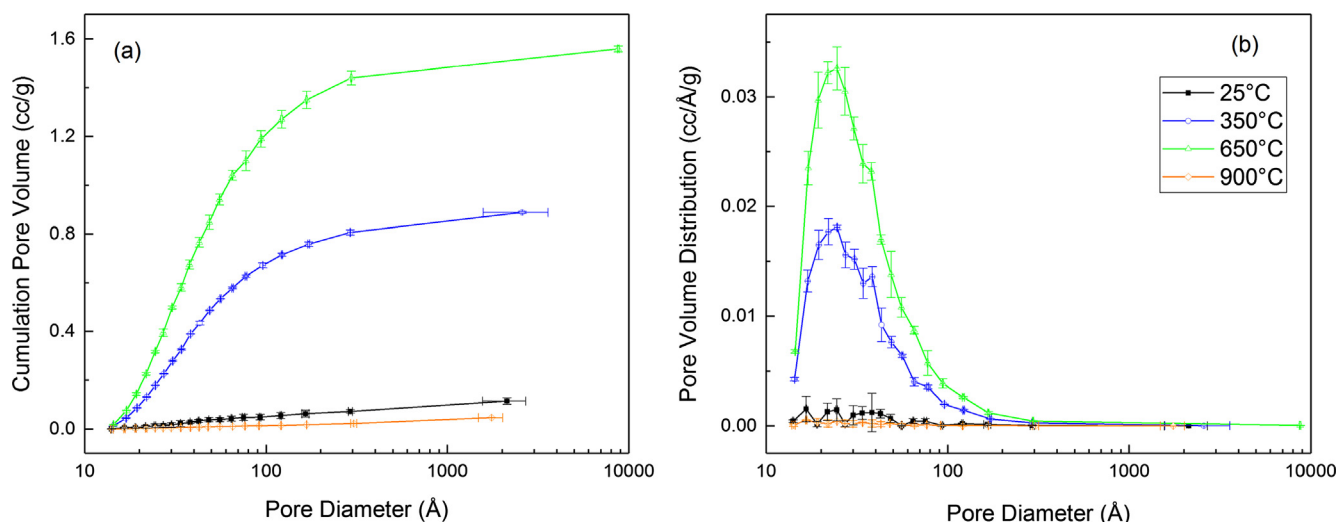 (a)
Cumulation Pore Volume (cc/g)
1.6
1.2
0.8
0.4
0.0
10
100
1000
10000
Pore Diameter (Å)
(b)
Pore Volume Distribution (cc/Å/g)
0.03
0.02
0.01
0.00
25°C
350°C
650°C
900°C
10
100
1000
10000
Pore Diameter (Å)